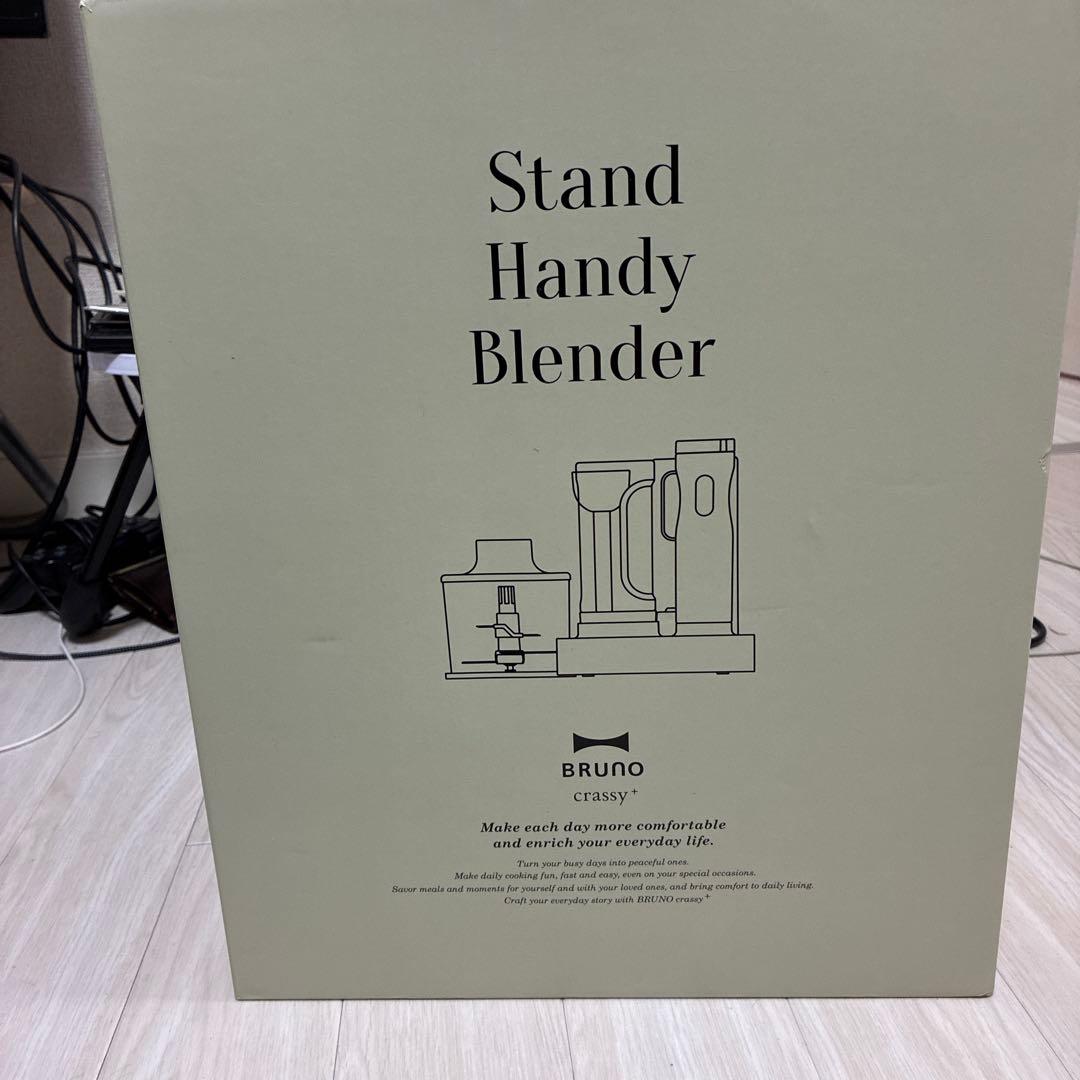 Stand
Handy
Blender
BRUNO
crassy+
Make each day more comfortable
and enrich your everyday life.
Turn your busy days into peaceful ones.
Make daily cooking fun, fast and easy, even on your special occasions.
Savor meals and moments for yourself and with your loved ones, and bring comfort to daily living.
Craft your everyday story with BRUNO crassy+